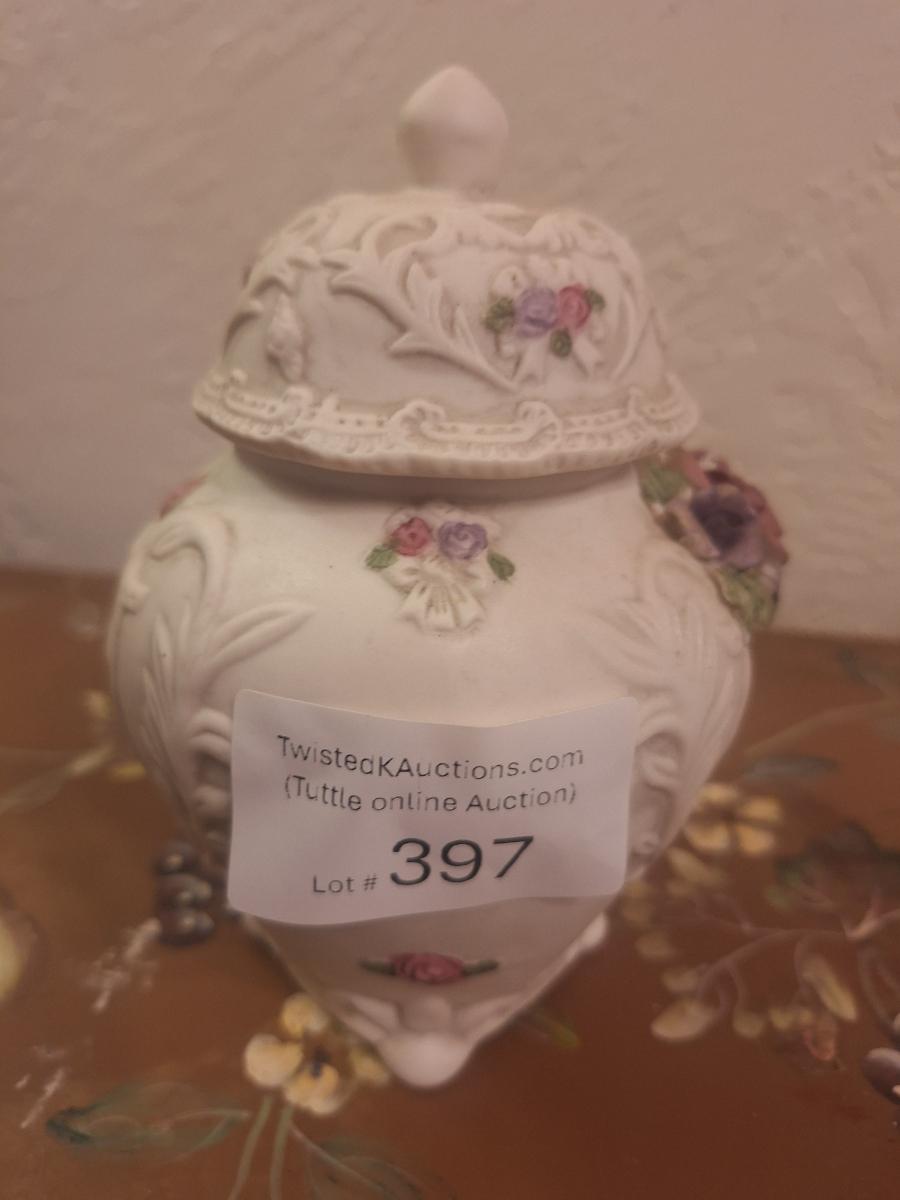 TwistedKAuctions.com
(Tuttle online Auction)
Lot # 397